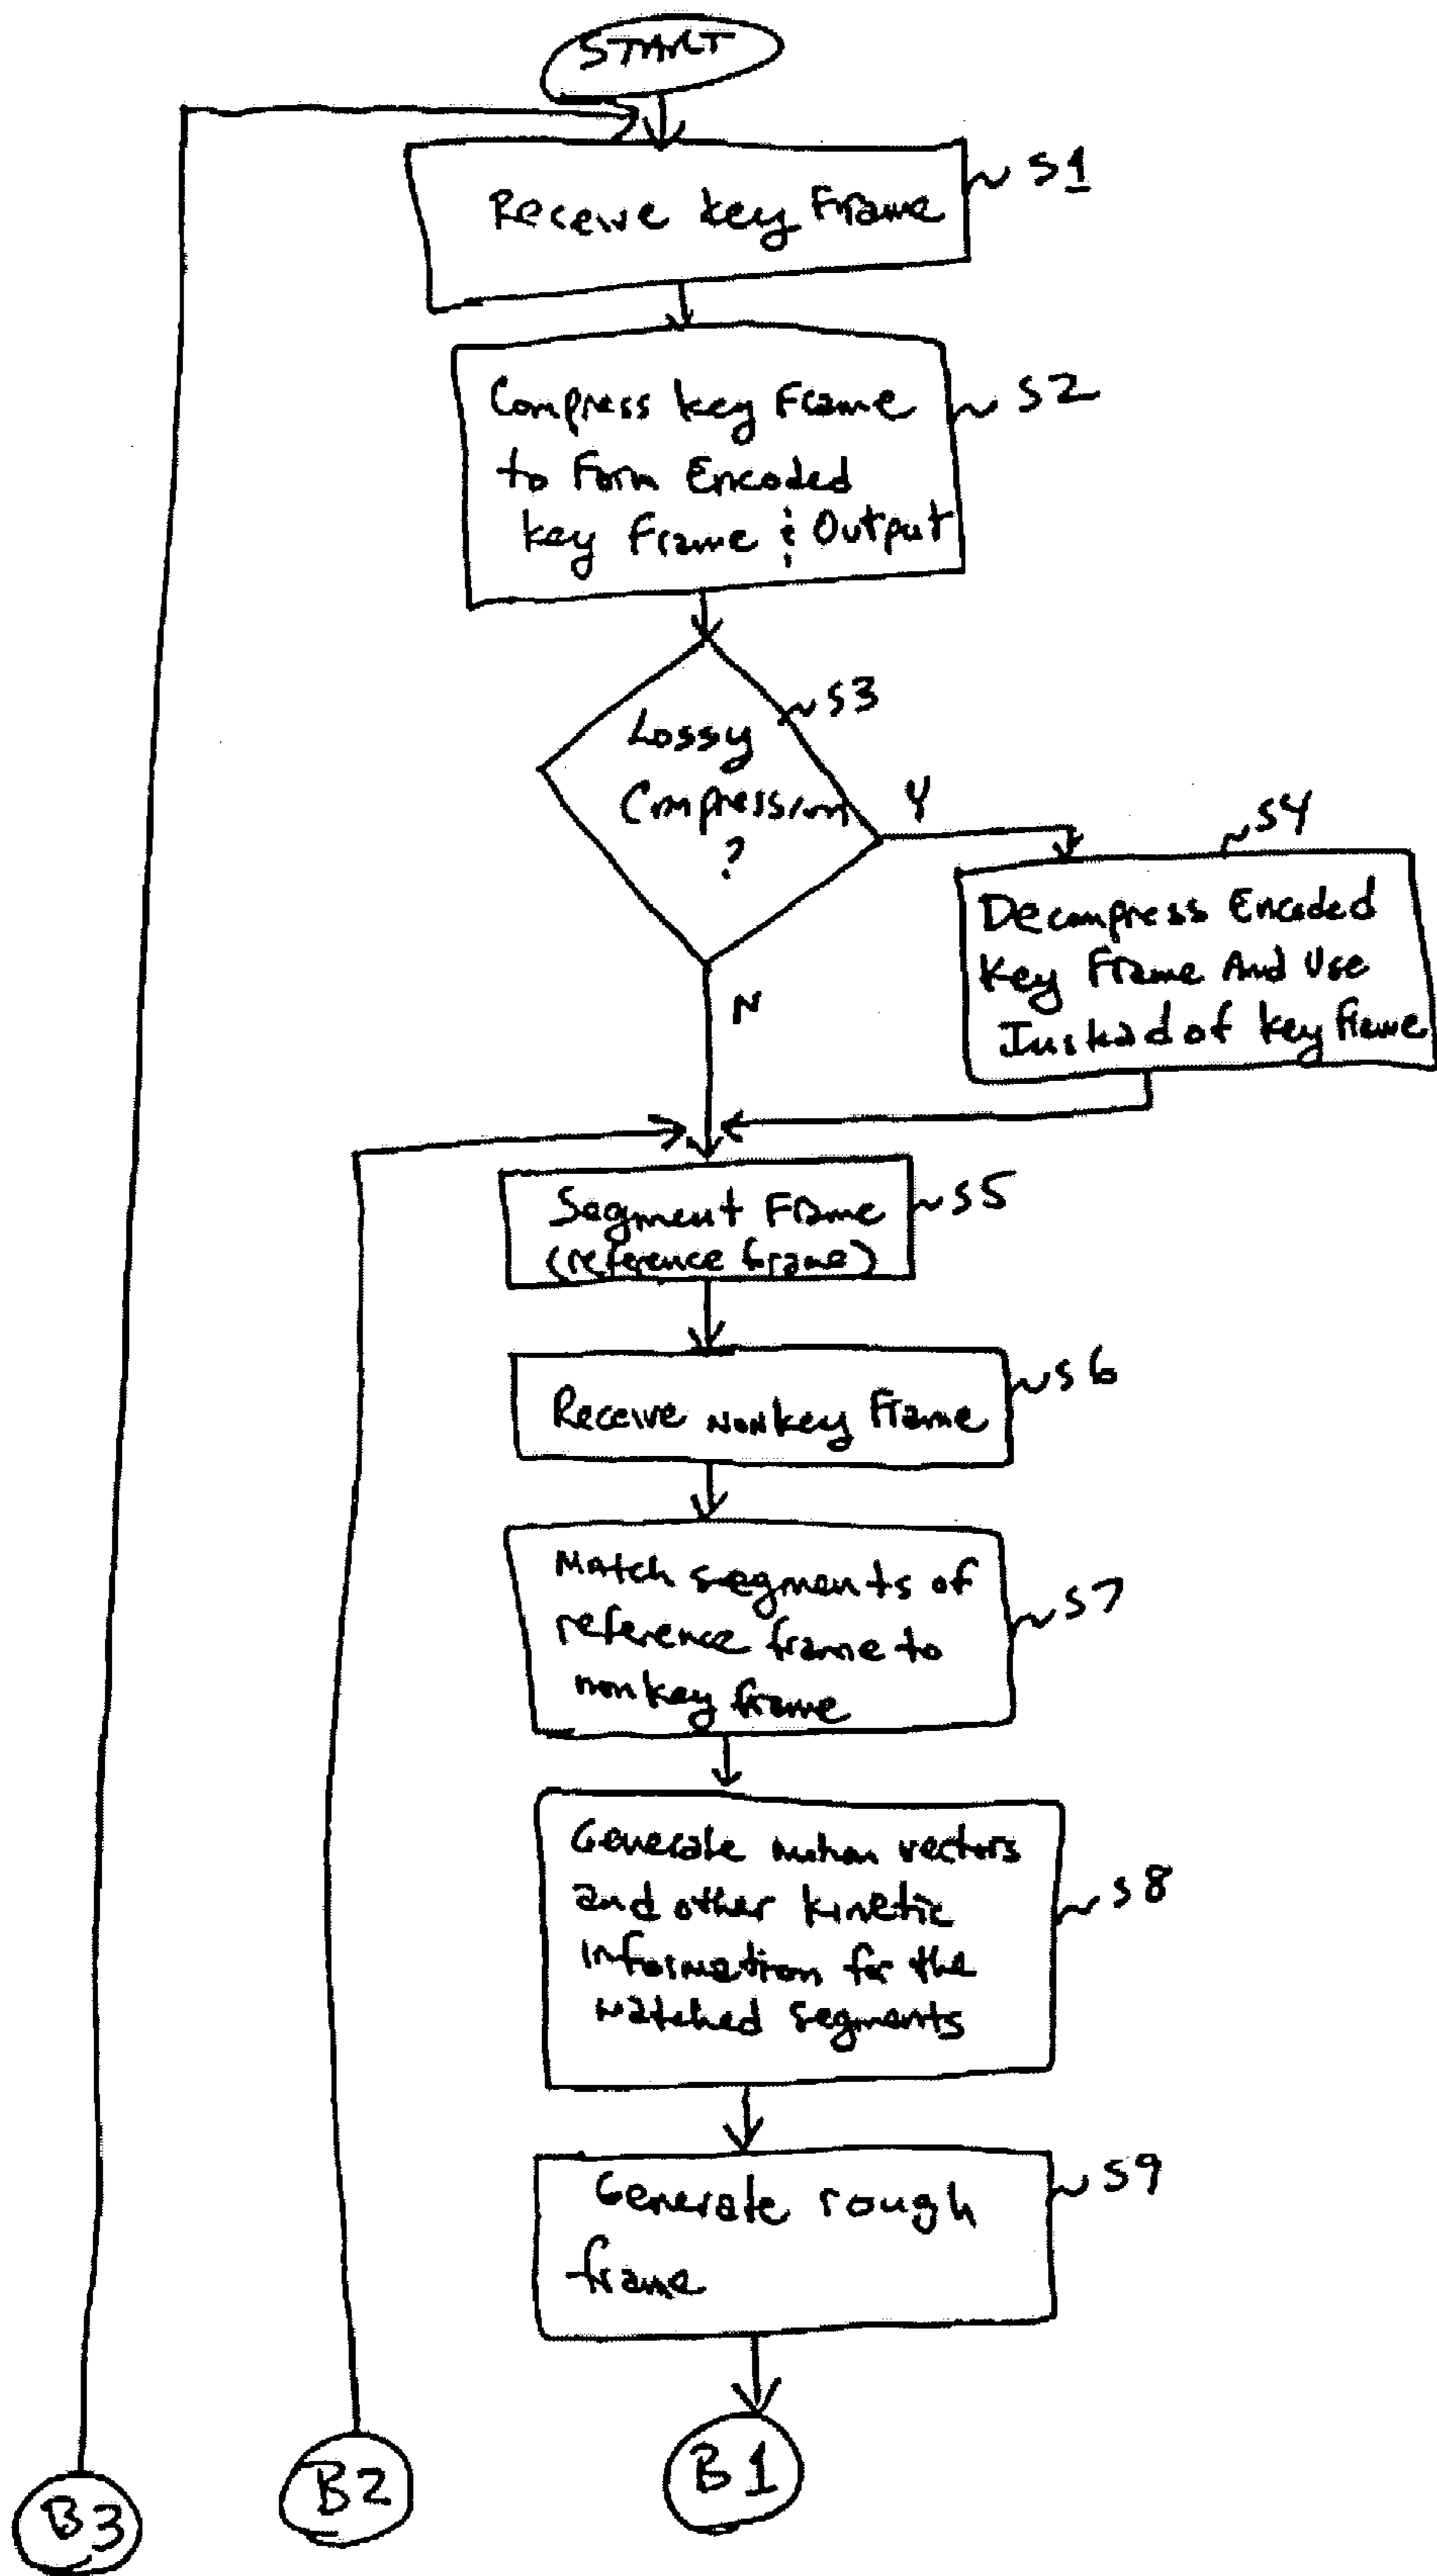 START
Receive key Frame
S1
Compress key Frame
to Form Encoded
key Frame & Output
S2
Lossy
Compression
?
S3
Y
N
Decompress Encoded
Key Frame And Use
Instead of key frame
S4
Segment Frame
(reference frame)
S5
Receive Nonkey Frame
S6
Match segments of
reference frame to
nonkey frame
S7
Generate motion vectors
and other kinetic
information for the
matched segments
S8
Generate rough
frame
S9
B3
B2
B1